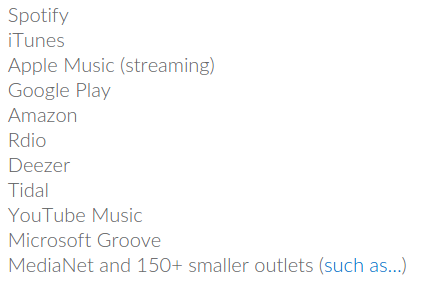 Spotify
iTunes
Apple Music (streaming)
Google Play
Amazon
Rdio
Deezer
Tidal
YouTube Music
Microsoft Groove
MediaNet and 150+ smaller outlets (such as...)